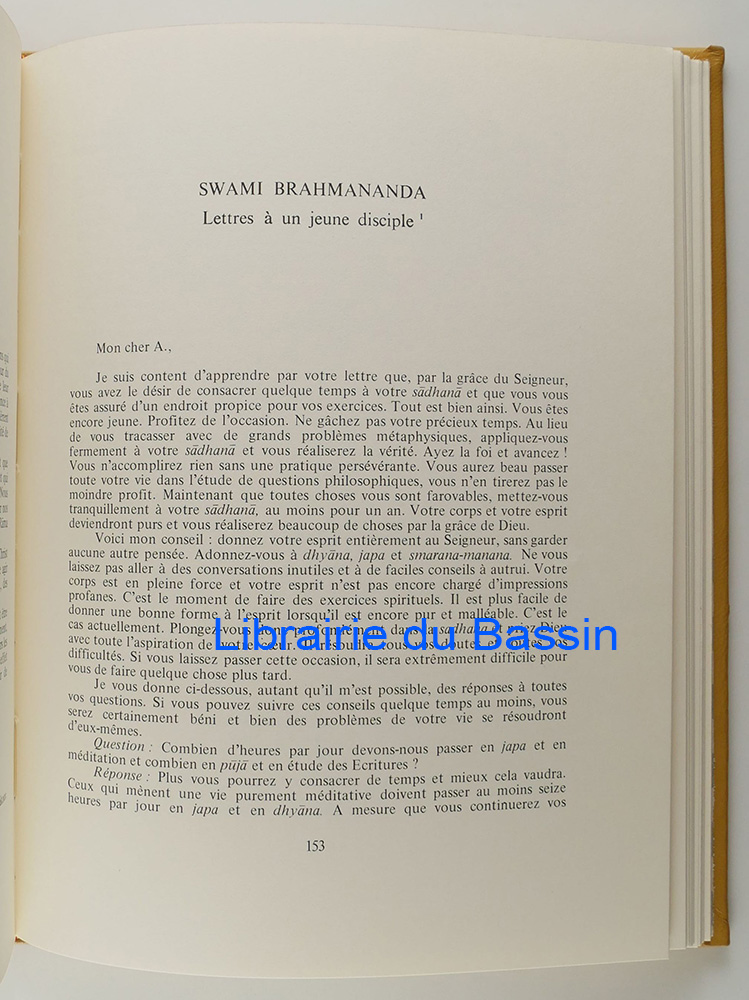 SWAMI BRAHMANANDA
Lettres à un jeune disciple ¹
Mon cher A.,
Je suis content d'apprendre par votre lettre que, par la grâce du Seigneur,
vous avez le désir de consacrer quelque temps à votre sādhanā et que vous vous
êtes assuré d'un endroit propice pour vos exercices. Tout est bien ainsi. Vous êtes
encore jeune. Profitez de l'occasion. Ne gâchez pas votre précieux temps. Au lieu
de vous tracasser avec de grands problèmes métaphysiques, appliquez-vous
fermement à votre sādhanā et vous réaliserez la vérité. Ayez la foi et avancez !
Vous n'accomplirez rien sans une pratique persévérante. Vous aurez beau passer
toute votre vie dans l'étude de questions philosophiques, vous n'en tirerez pas le
moindre profit. Maintenant que toutes choses vous sont farovables, mettez-vous
tranquillement à votre sādhanā, au moins pour un an. Votre corps et votre esprit
deviendront purs et vous réaliserez beaucoup de choses par la grâce de Dieu.
Voici mon conseil : donnez votre esprit entièrement au Seigneur, sans garder
aucune autre pensée. Adonnez-vous à dhyāna, japa et smarana-manana. Ne vous
laissez pas aller à des conversations inutiles et à de faciles conseils à autrui. Votre
corps est en pleine force et votre esprit n'est pas encore chargé d'impressions
profanes. C'est le moment de faire des exercices spirituels. Il est plus facile de
donner une bonne forme à l'esprit lorsqu'il est encore pur et malléable. C'est le
cas actuellement. Plongez-vous dans la
Librairie du Bassin
avec toute l'aspiration de
difficultés. Si vous laissez passer cette occasion, il sera extrêmement difficile pour
vous de faire quelque chose plus tard.
Je vous donne ci-dessous, autant qu'il m'est possible, des réponses à toutes
vos questions. Si vous pouvez suivre ces conseils quelque temps au moins, vous
serez certainement béni et bien des problèmes de votre vie se résoudront
d'eux-mêmes.
Question : Combien d'heures par jour devons-nous passer en japa et en
méditation et combien en pūjā et en étude des Ecritures ?
Réponse : Plus vous pourrez y consacrer de temps et mieux cela vaudra.
Ceux qui mènent une vie purement méditative doivent passer au moins seize
heures par jour en japa et en dhyāna. A mesure que vous continuerez vos
153